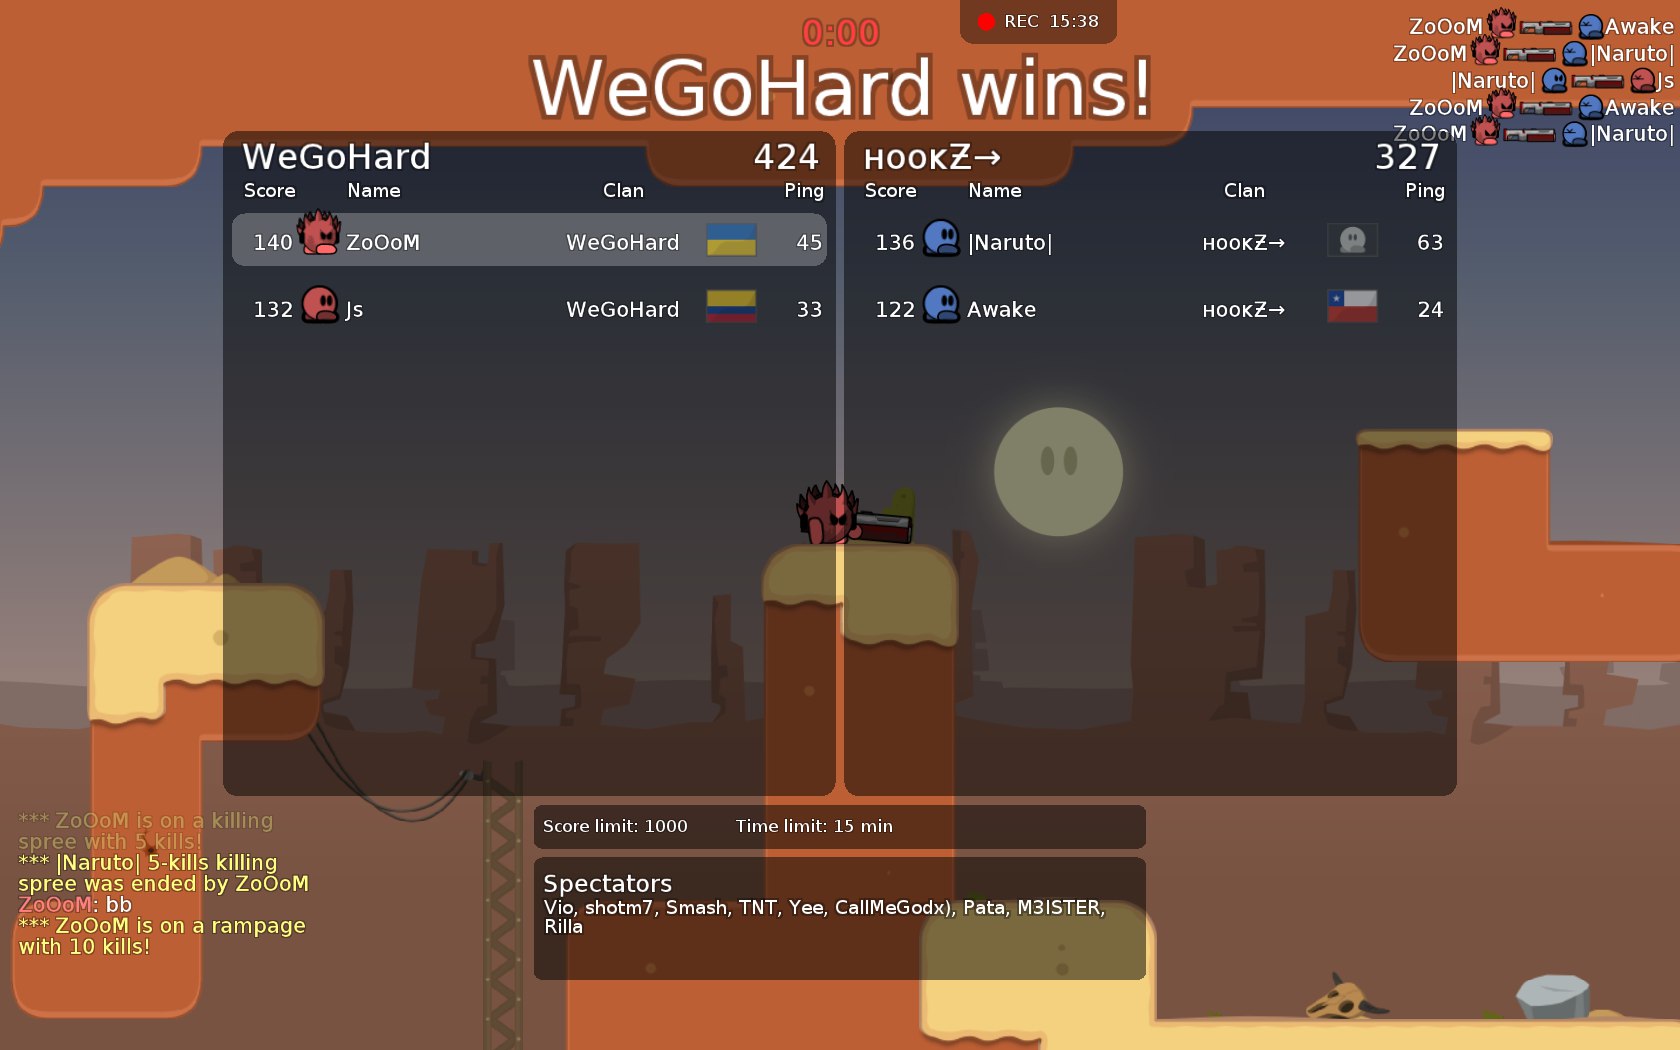 0:00
REC 15:38
WeGoHard wins!
ZoOoM Awake
ZoOoM |Naruto|
|Naruto| Js
ZoOoM Awake
ZoOoM |Naruto|
WeGoHard 424
Score Name Clan Ping
140 ZoOoM WeGoHard 45
132 Js WeGoHard 33
нooкƵ→ 327
Score Name Clan Ping
136 |Naruto| нooкƵ→ 63
122 Awake нooкƵ→ 24
*** ZoOoM is on a killing
spree with 5 kills!
*** |Naruto| 5-kills killing
spree was ended by ZoOoM
ZoOoM: bb
*** ZoOoM is on a rampage
with 10 kills!
Score limit: 1000 Time limit: 15 min
Spectators
Vio, shotm7, Smash, TNT, Yee, CallMeGodx), Pata, M3ISTER,
Rilla